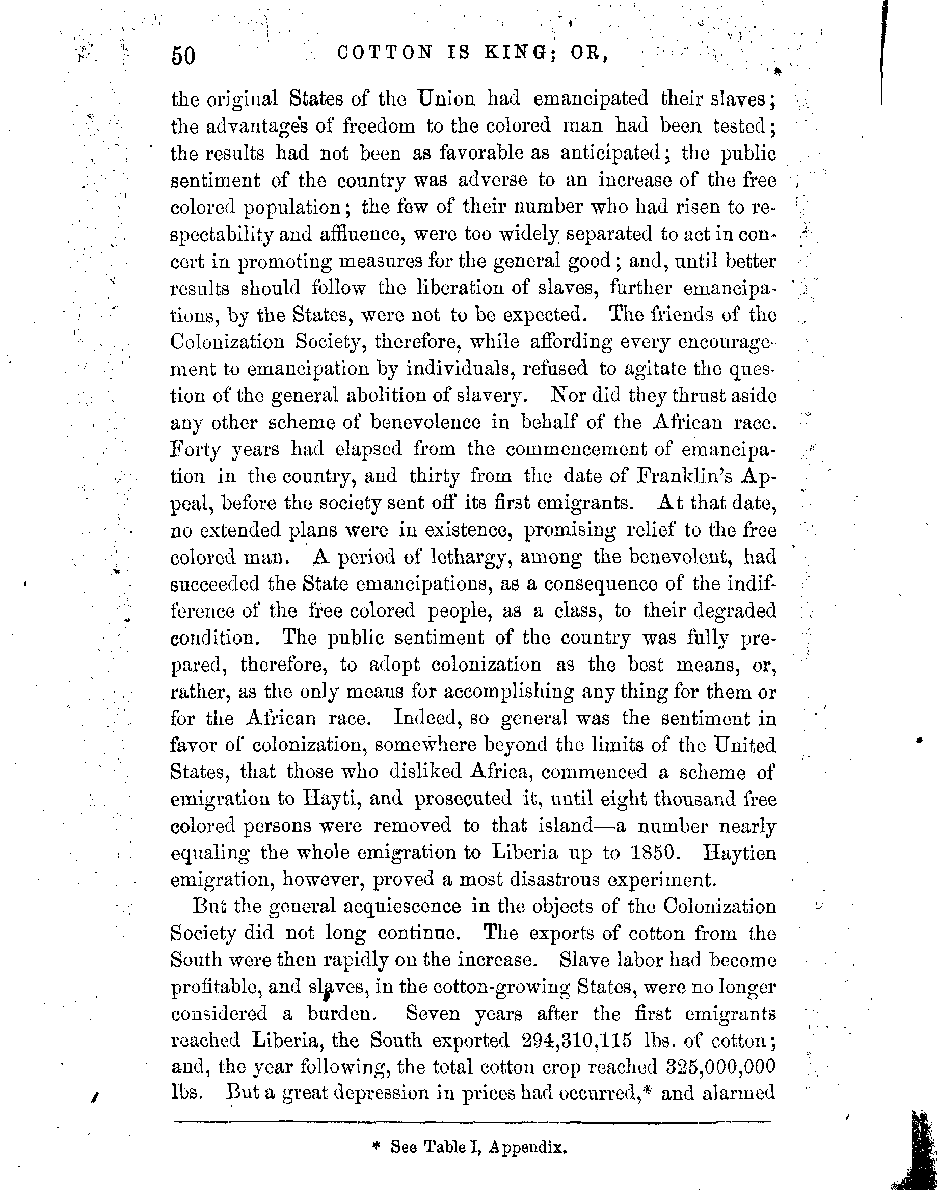 50 COTTON IS KING; OR,
the original States of the Union had emancipated their slaves;
the advantages of freedom to the colored man had been tested;
the results had not been as favorable as anticipated; the public
sentiment of the country was adverse to an increase of the free
colored population; the few of their number who had risen to re-
spectability and affluence, were too widely separated to act in con-
cert in promoting measures for the general good; and, until better
results should follow the liberation of slaves, further emancipa-
tions, by the States, were not to be expected. The friends of the
Colonization Society, therefore, while affording every encourage-
ment to emancipation by individuals, refused to agitate the ques-
tion of the general abolition of slavery. Nor did they thrust aside
any other scheme of benevolence in behalf of the African race.
Forty years had elapsed from the commencement of emancipa-
tion in the country, and thirty from the date of Franklin's Ap-
peal, before the society sent off its first emigrants. At that date,
no extended plans were in existence, promising relief to the free
colored man. A period of lethargy, among the benevolent, had
succeeded the State emancipations, as a consequence of the indif-
ference of the free colored people, as a class, to their degraded
condition. The public sentiment of the country was fully pre-
pared, therefore, to adopt colonization as the best means, or,
rather, as the only means for accomplishing any thing for them or
for the African race. Indeed, so general was the sentiment in
favor of colonization, somewhere beyond the limits of the United
States, that those who disliked Africa, commenced a scheme of
emigration to Hayti, and prosecuted it, until eight thousand free
colored persons were removed to that island—a number nearly
equaling the whole emigration to Liberia up to 1850. Haytien
emigration, however, proved a most disastrous experiment.
But the general acquiescence in the objects of the Colonization
Society did not long continue. The exports of cotton from the
South were then rapidly on the increase. Slave labor had become
profitable, and slaves, in the cotton-growing States, were no longer
considered a burden. Seven years after the first emigrants
reached Liberia, the South exported 294,310,115 lbs. of cotton;
and, the year following, the total cotton crop reached 325,000,000
lbs. But a great depression in prices had occurred,* and alarmed
* See Table I, Appendix.